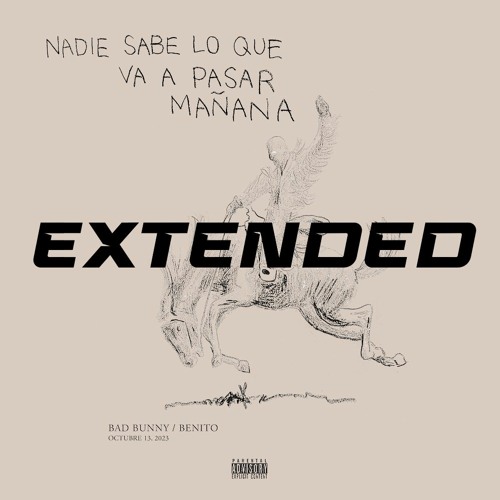 NADIE SABE LO QUE
VA A PASAR
MAÑANA
EXTENDED
BAD BUNNY / BENITO
OCTUBRE 13, 2023
PARENTAL
ADVISORY
EXPLICIT CONTENT